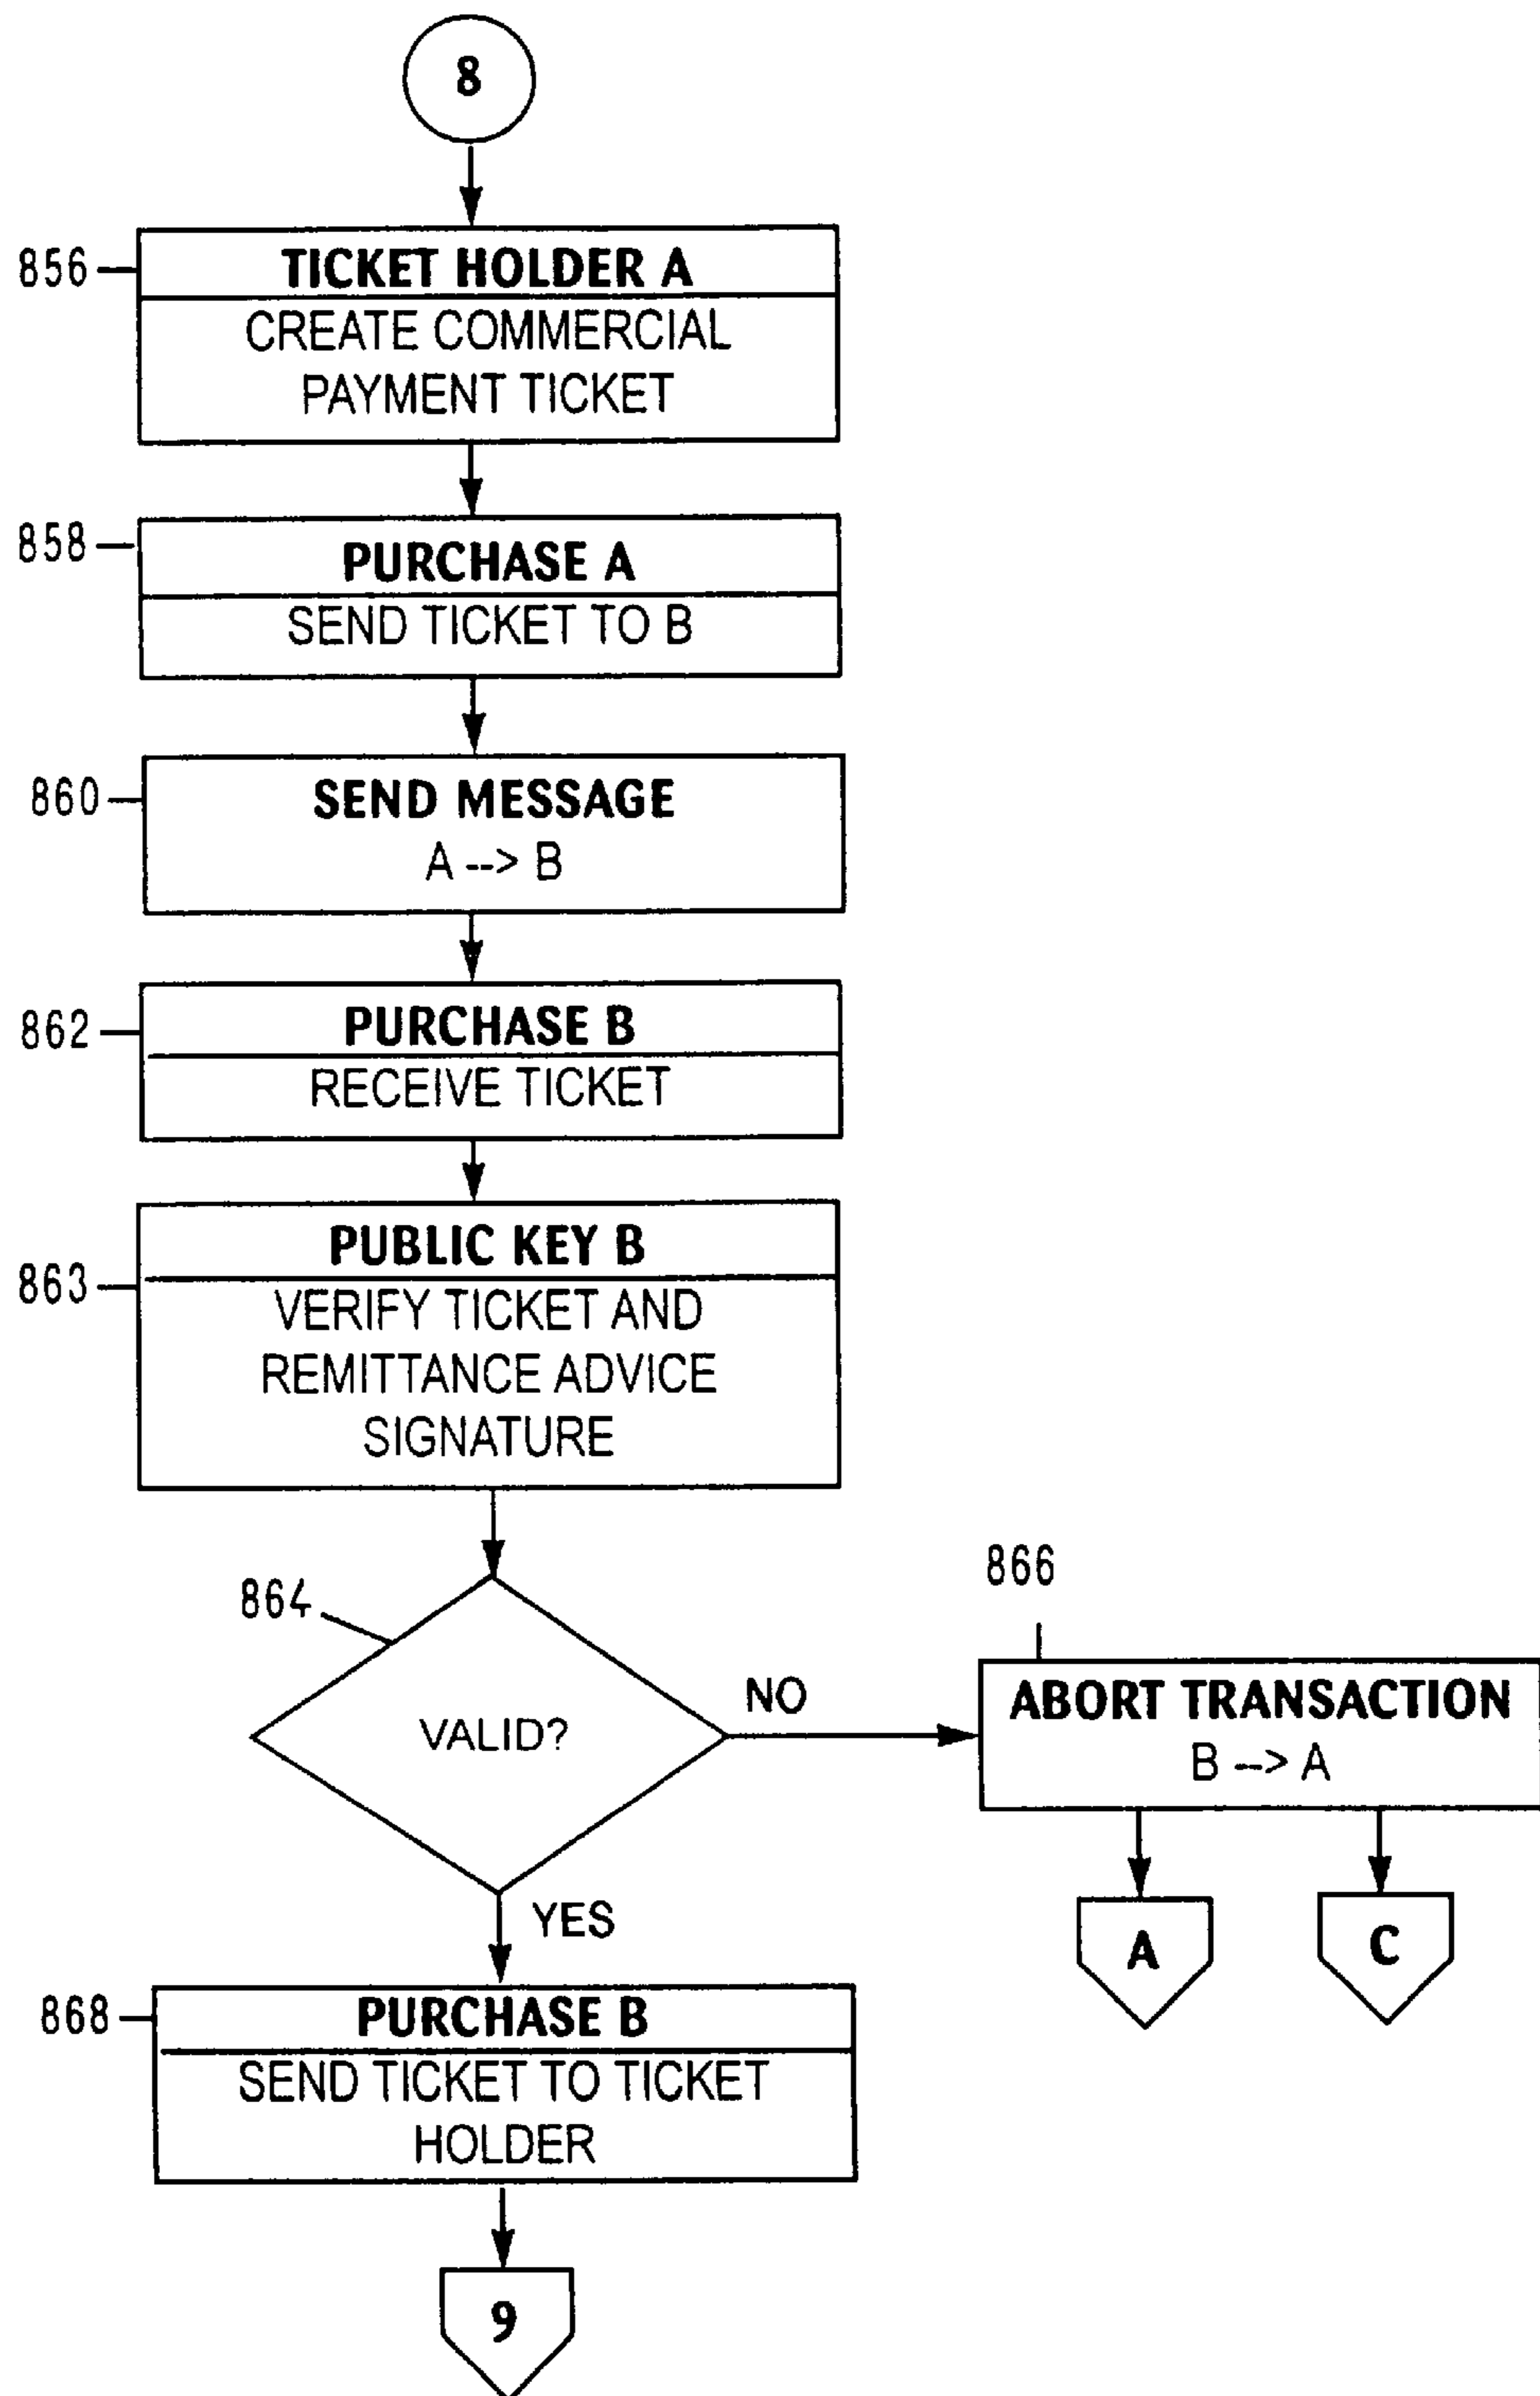 8
856
TICKET HOLDER A
CREATE COMMERCIAL
PAYMENT TICKET
858
PURCHASE A
SEND TICKET TO B
860
SEND MESSAGE
A --> B
862
PURCHASE B
RECEIVE TICKET
863
PUBLIC KEY B
VERIFY TICKET AND
REMITTANCE ADVICE
SIGNATURE
864
VALID?
NO
866
ABORT TRANSACTION
B --> A
A
C
YES
868
PURCHASE B
SEND TICKET TO TICKET
HOLDER
9